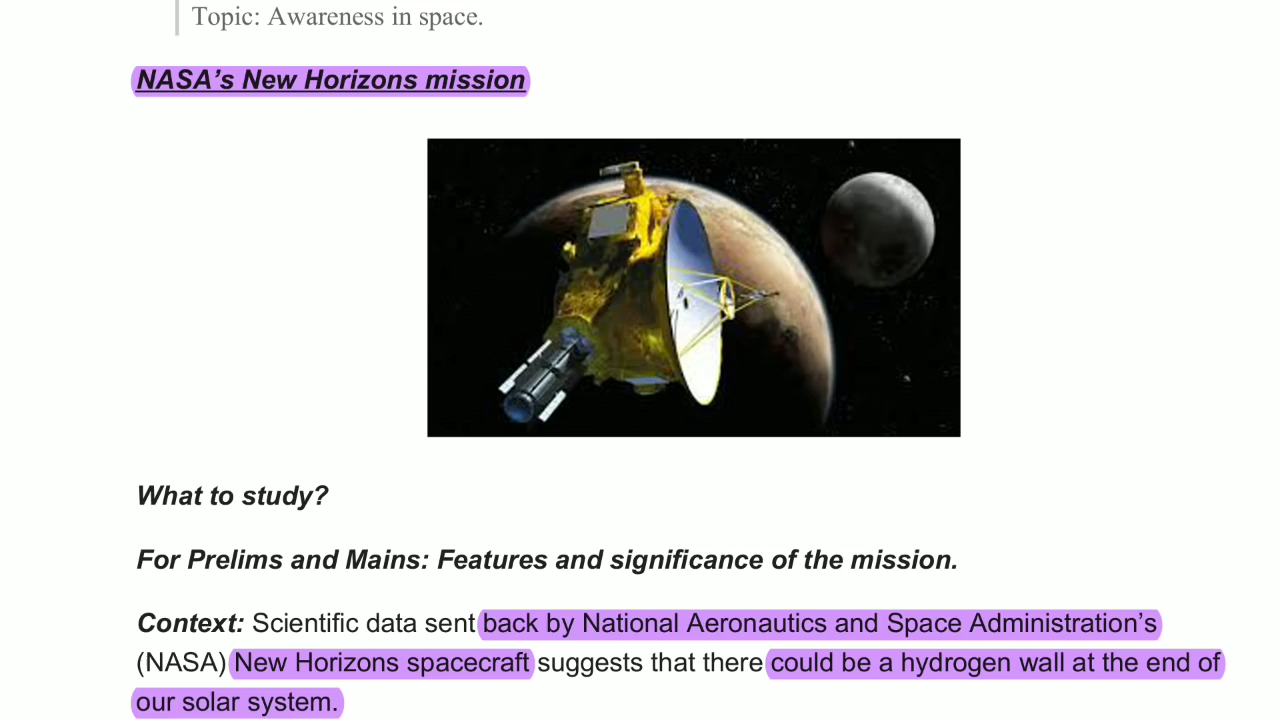 Topic: Awareness in space.
NASA’s New Horizons mission
What to study?
For Prelims and Mains: Features and significance of the mission.
Context: Scientific data sent back by National Aeronautics and Space Administration’s
(NASA) New Horizons spacecraft suggests that there could be a hydrogen wall at the end of
our solar system.